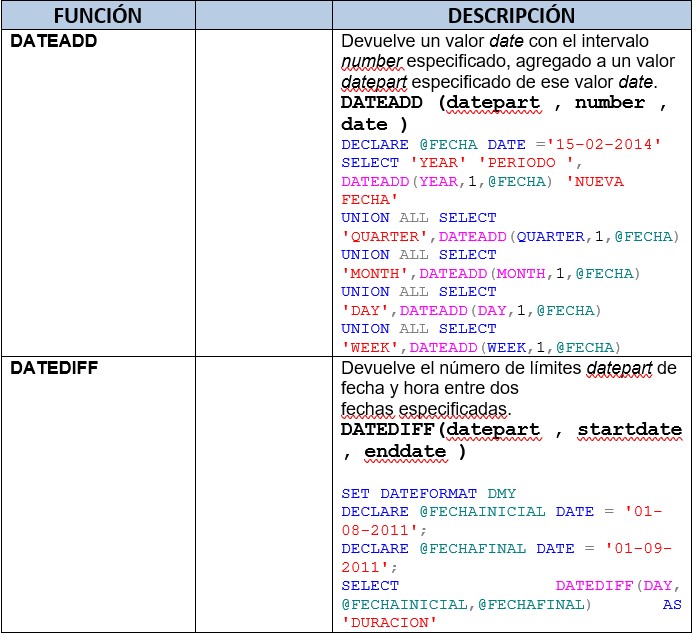 FUNCIÓN DESCRIPCIÓN
DATEADD
Devuelve un valor date con el intervalo
number especificado, agregado a un valor
datepart especificado de ese valor date.
DATEADD (datepart , number ,
date )
DECLARE @FECHA DATE ='15-02-2014'
SELECT 'YEAR' 'PERIODO ',
DATEADD(YEAR,1,@FECHA) 'NUEVA
FECHA'
UNION ALL SELECT
'QUARTER',DATEADD(QUARTER,1,@FECHA)
UNION ALL SELECT
'MONTH',DATEADD(MONTH,1,@FECHA)
UNION ALL SELECT
'DAY',DATEADD(DAY,1,@FECHA)
UNION ALL SELECT
'WEEK',DATEADD(WEEK,1,@FECHA)
DATEDIFF
Devuelve el número de límites datepart de
fecha y hora entre dos
fechas especificadas.
DATEDIFF(datepart , startdate
, enddate )
SET DATEFORMAT DMY
DECLARE @FECHAINICIAL DATE = '01-
08-2011';
DECLARE @FECHAFINAL DATE = '01-09-
2011';
SELECT DATEDIFF(DAY,
@FECHAINICIAL,@FECHAFINAL) AS
'DURACION'